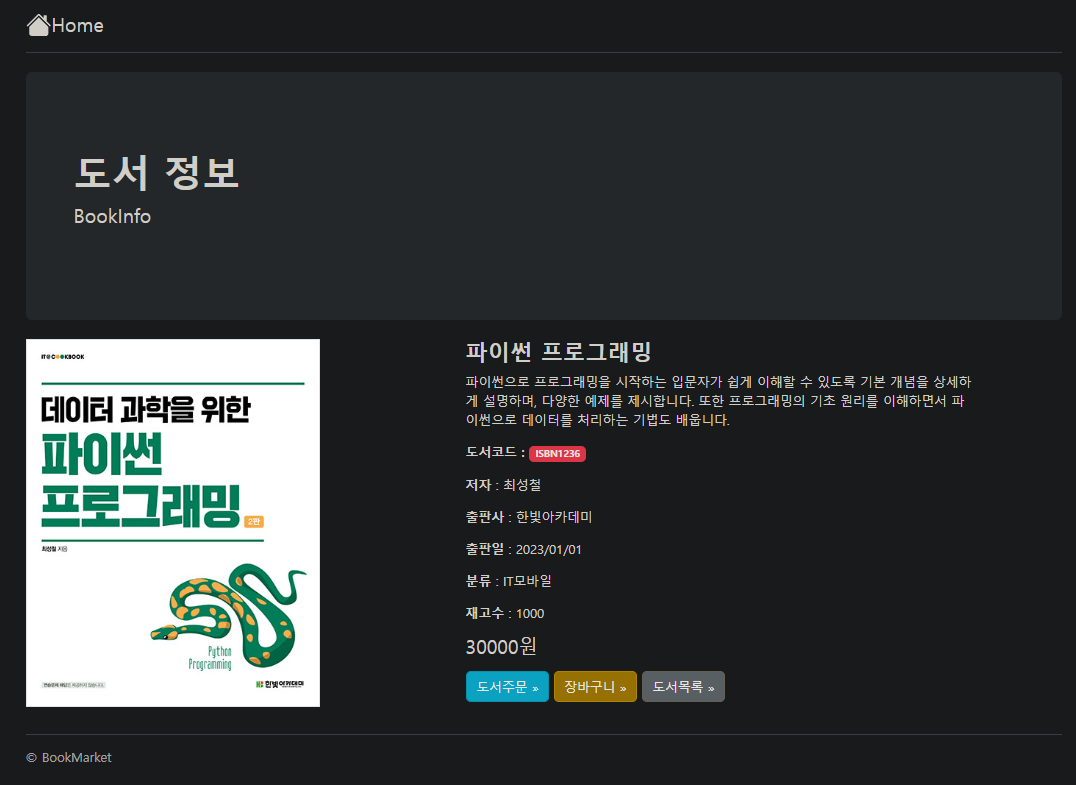 Home
도서 정보
BookInfo
IT@COOKBOOK
데이터 과학을 위한
파이썬
프로그래밍 2판
최성철 지음
Python
Programming
한빛아카데미
파이썬 프로그래밍
파이썬으로 프로그래밍을 시작하는 입문자가 쉽게 이해할 수 있도록 기본 개념을 상세하
게 설명하며, 다양한 예제를 제시합니다. 또한 프로그래밍의 기초 원리를 이해하면서 파
이썬으로 데이터를 처리하는 기법도 배웁니다.
도서코드 : ISBN1236
저자 : 최성철
출판사 : 한빛아카데미
출판일 : 2023/01/01
분류 : IT모바일
재고수 : 1000
30000원
도서주문 » 장바구니 » 도서목록 »
© BookMarket